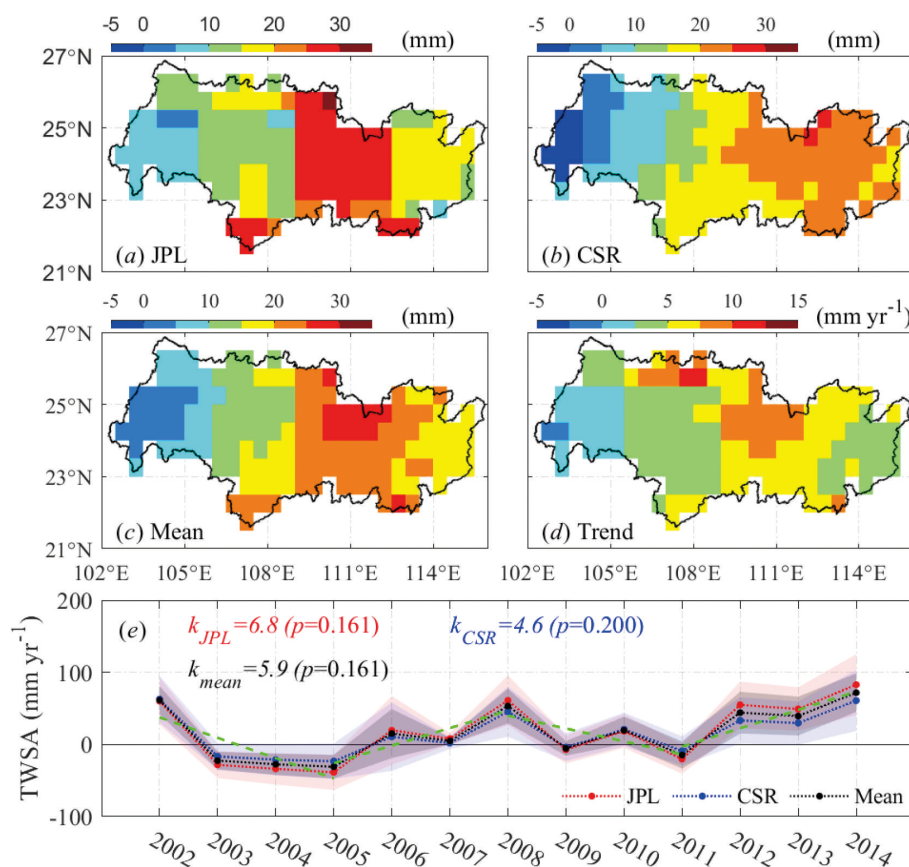 -5 0 10 20 30 (mm)
-5 0 10 20 30 (mm)
27°N
25°N
23°N
21°N
(a) JPL
(b) CSR
-5 0 10 20 30 (mm)
-5 0 5 10 15 (mm yr⁻¹)
27°N
25°N
23°N
21°N
(c) Mean
(d) Trend
102°E 105°E 108°E 111°E 114°E
102°E 105°E 108°E 111°E 114°E
TWSA (mm yr⁻¹)
200
100
0
-100
(e)
k_JPL=6.8 (p=0.161)
k_CSR=4.6 (p=0.200)
k_mean=5.9 (p=0.161)
JPL CSR Mean
2002 2003 2004 2005 2006 2007 2008 2009 2010 2011 2012 2013 2014